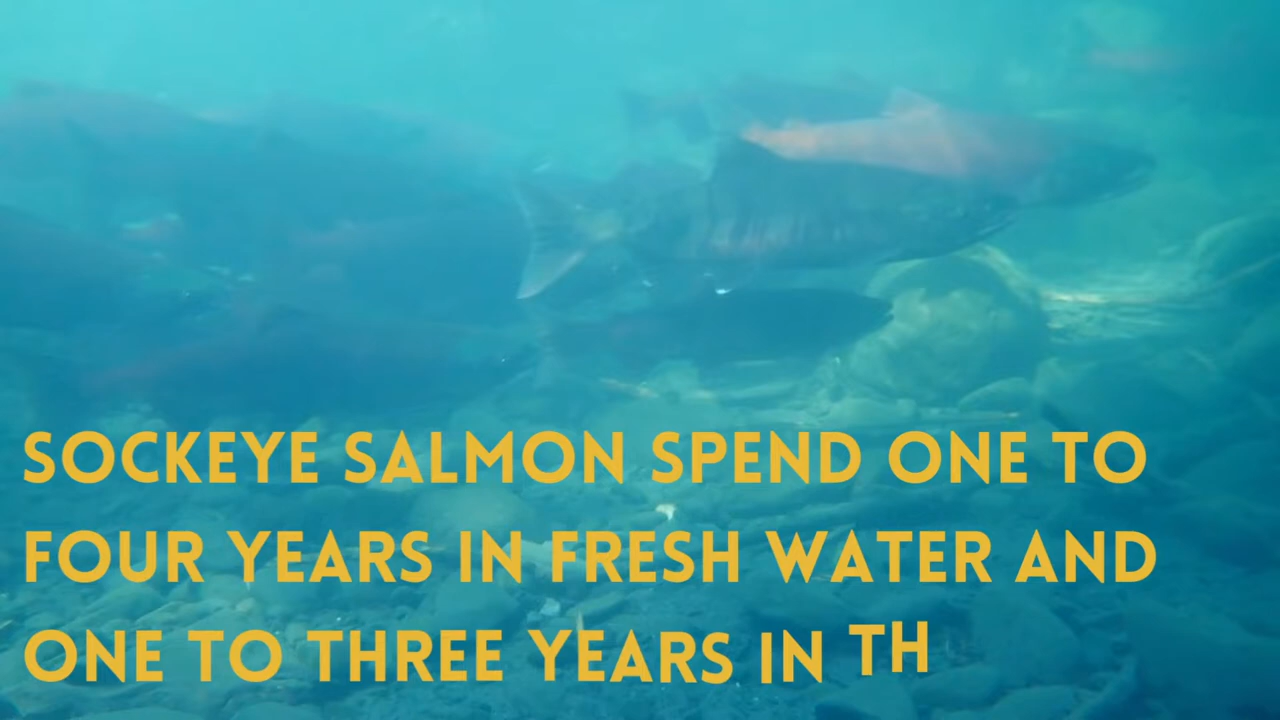 SOCKEYE SALMON SPEND ONE TO
FOUR YEARS IN FRESH WATER AND
ONE TO THREE YEARS IN TH